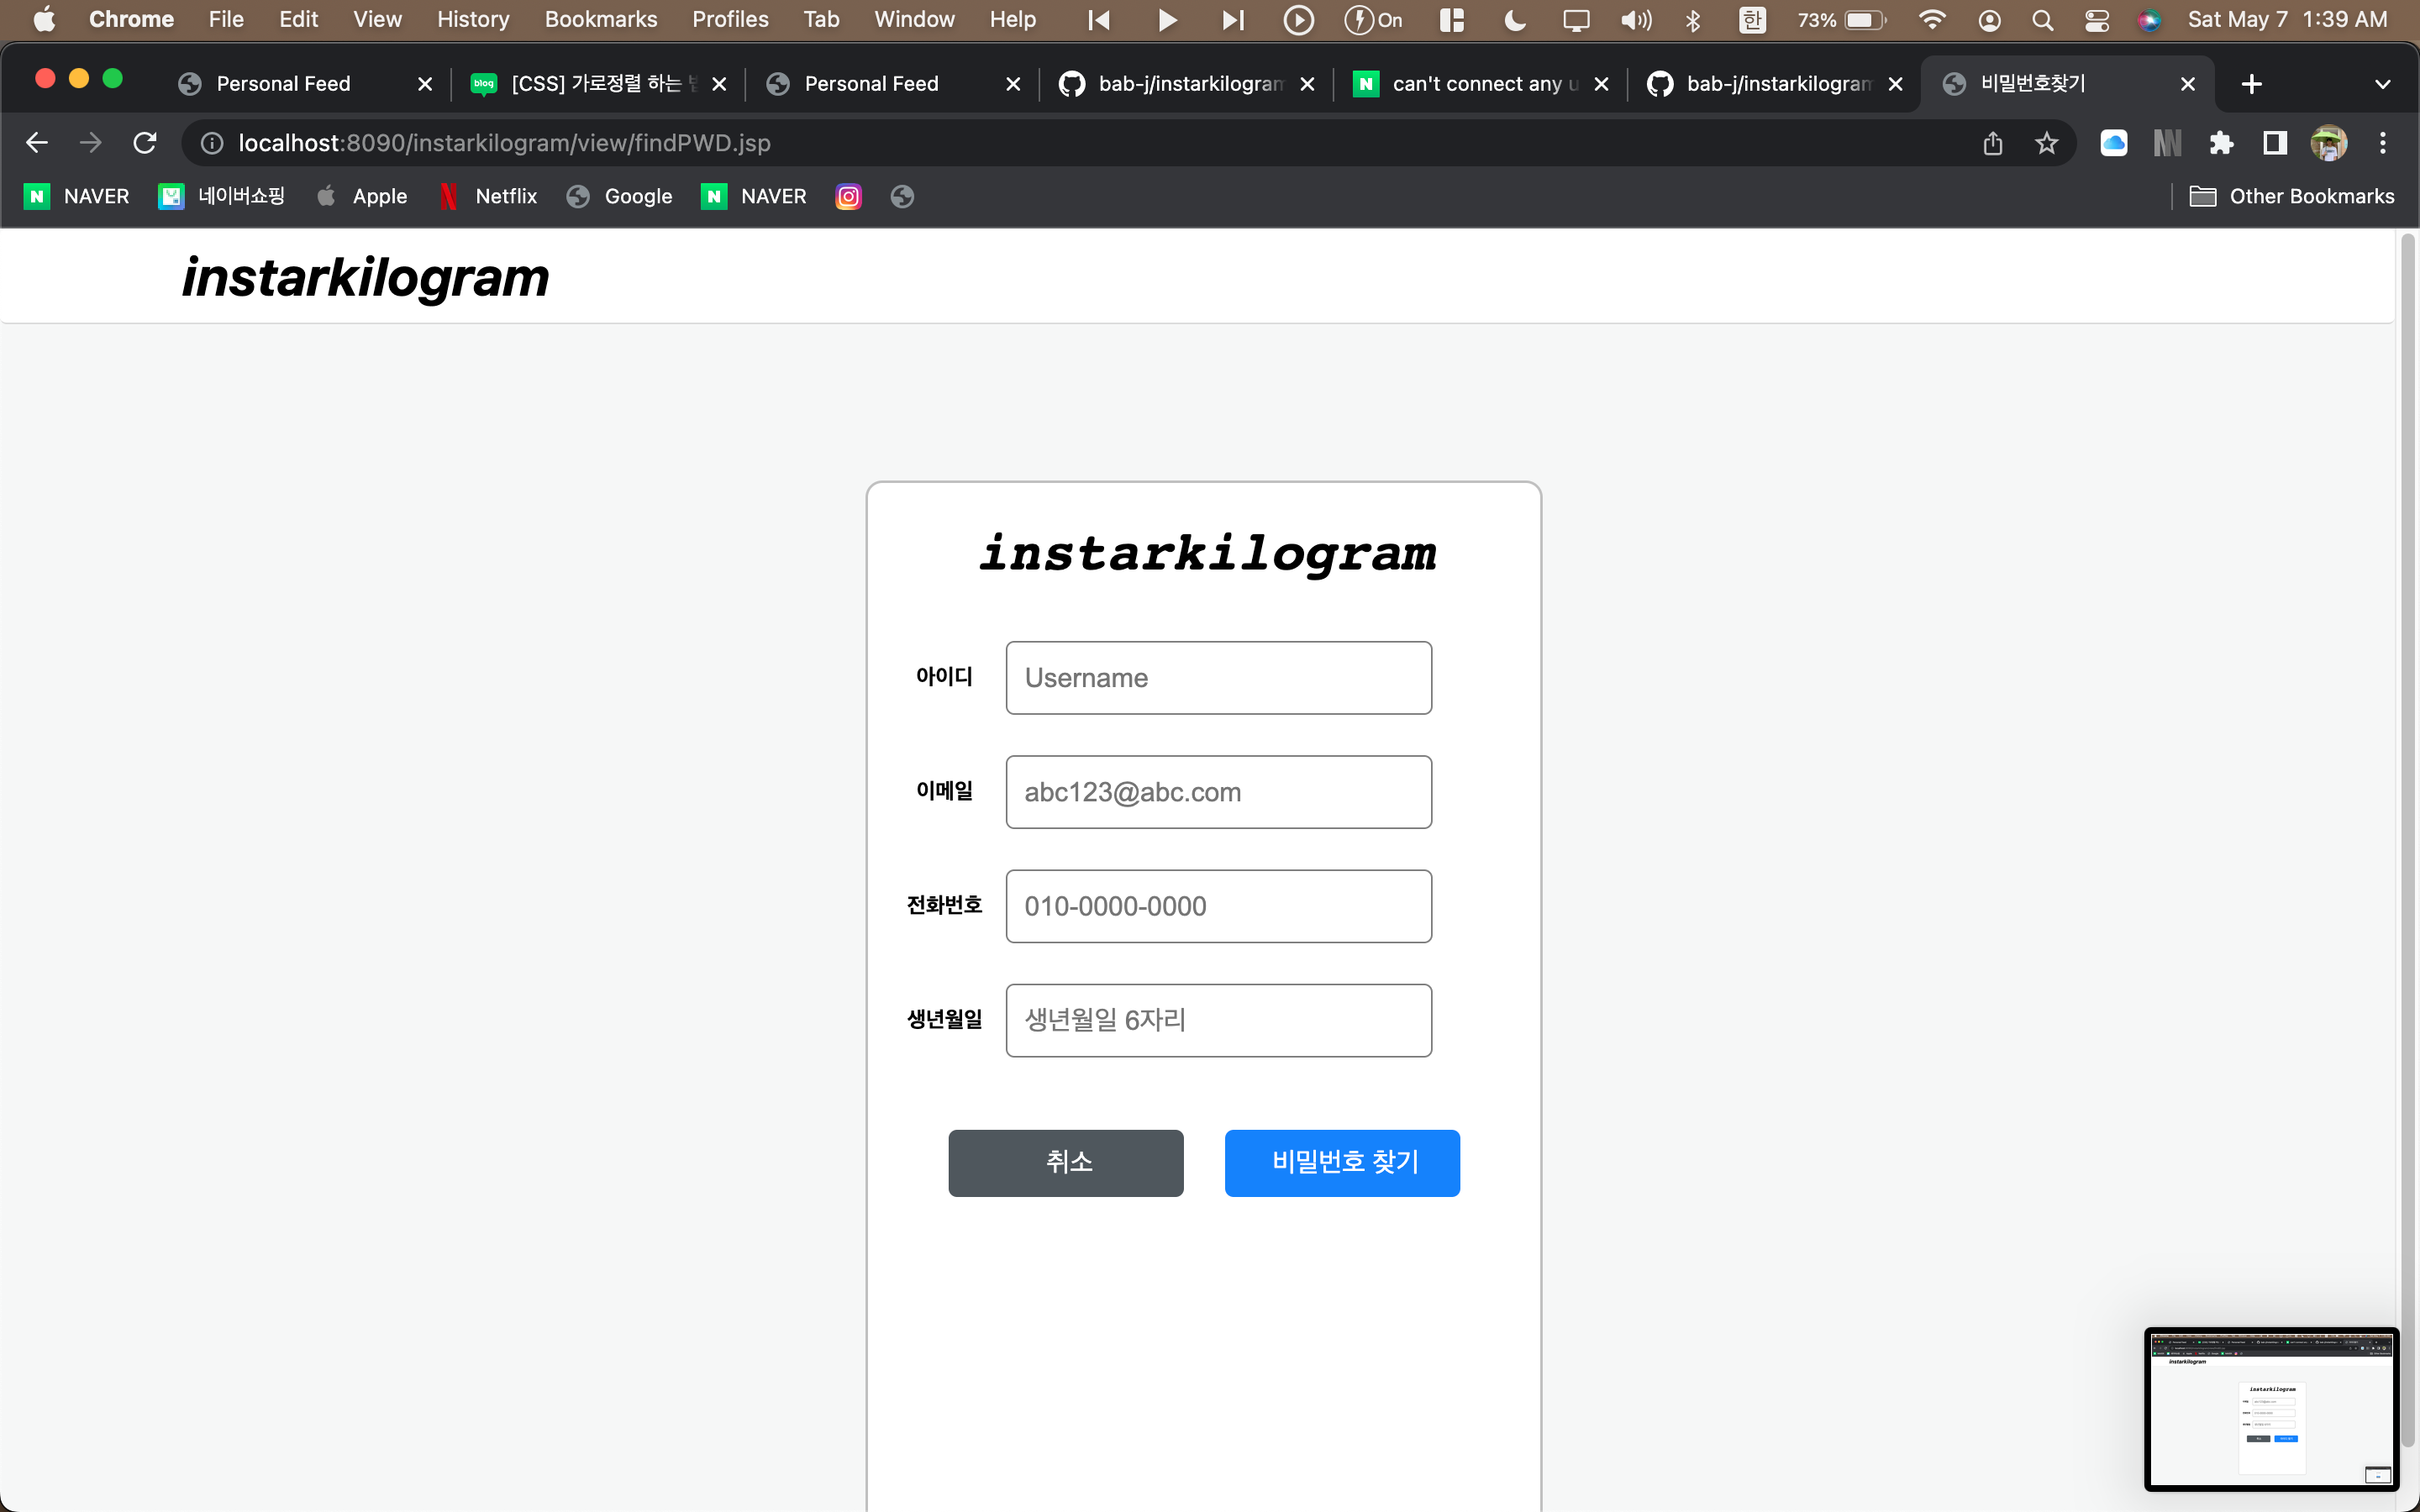 Chrome File Edit View History Bookmarks Profiles Tab Window Help On 한 73% Sat May 7 1:39 AM
Personal Feed blog [CSS] 가로정렬 하는 Personal Feed bab-j/instarkilogram N can't connect any u bab-j/instarkilogram 비밀번호찾기
localhost:8090/instarkilogram/view/findPWD.jsp
N NAVER 네이버쇼핑 Apple N Netflix Google N NAVER Other Bookmarks
instarkilogram
instarkilogram
아이디 Username
이메일 abc123@abc.com
전화번호 010-0000-0000
생년월일 생년월일 6자리
취소 비밀번호 찾기
instarkilogram
instarkilogram